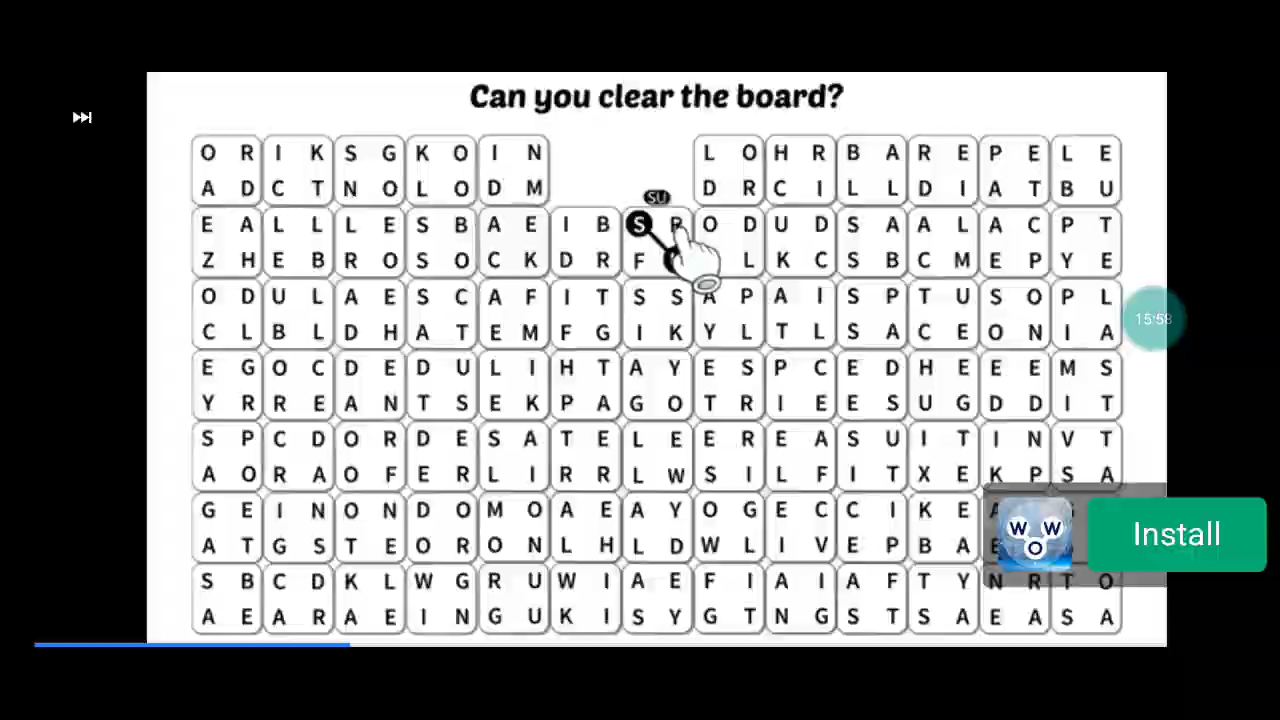 Can you clear the board?
O R I K S G K O I N L O H R B A R E P E L E
A D C T N O L O D M D R C I L L D I A T B U
SU
E A L L L E S B A E I B S R O D U D S A A L A C P T
Z H E B R O S O C K D R F L K C S B C M E P Y E
O D U L A E S C A F I T S S A P A I S P T U S O P L
15:58
C L B L D H A T E M F G I K Y L T L S A C E O N I A
E G O C D E D U L I H T A Y E S P C E D H E E E M S
Y R R E A N T S E K P A G O T R I E E S U G D D I T
S P C D O R D E S A T E L E E R E A S U I T I N V T
A O R A O F E R L I R R L W S I L F I T X E K P S A
G E I N O N D O M O A E A Y O G E C C I K E
A T G S T E O R O N L H L D W L I V E P B A
W W O
Install
S B C D K L W G R U W I A E F I A I A F T Y N R T O
A E A R A E I N G U K I S Y G T N G S T S A E A S A